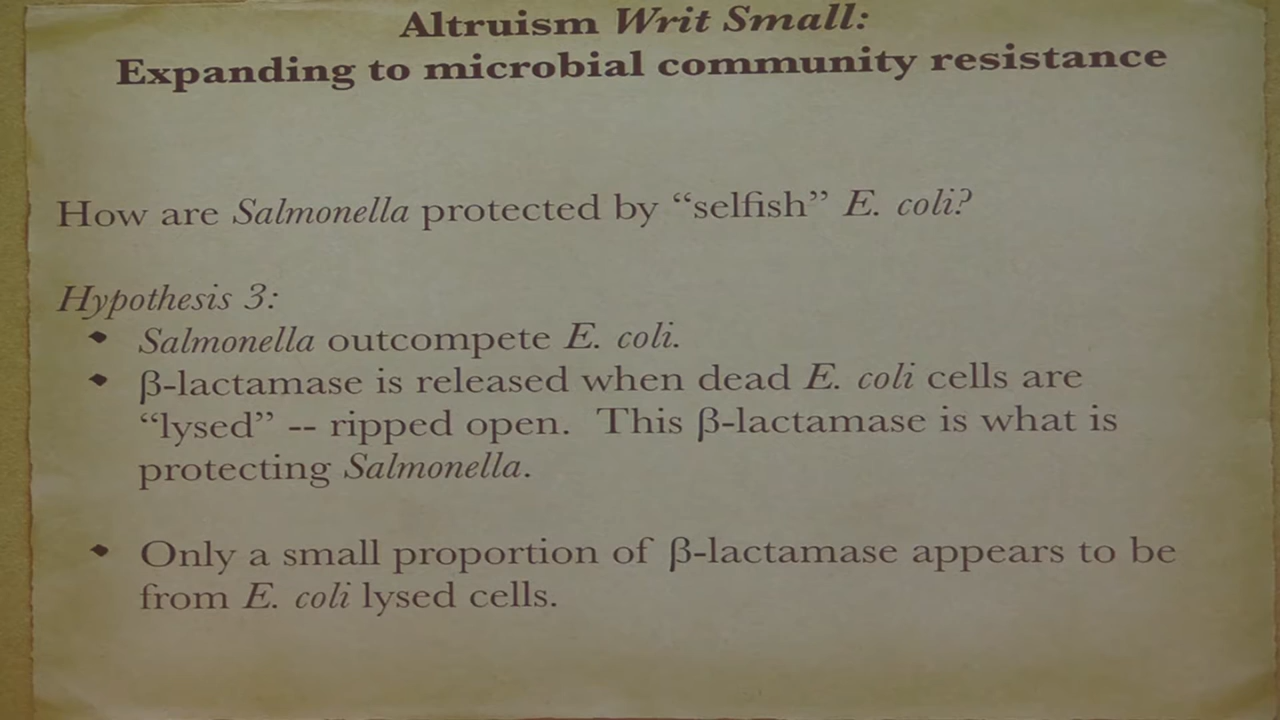 Altruism Writ Small:
Expanding to microbial community resistance
How are Salmonella protected by “selfish” E. coli?
Hypothesis 3:
Salmonella outcompete E. coli.
β-lactamase is released when dead E. coli cells are
“lysed” -- ripped open. This β-lactamase is what is
protecting Salmonella.
Only a small proportion of β-lactamase appears to be
from E. coli lysed cells.